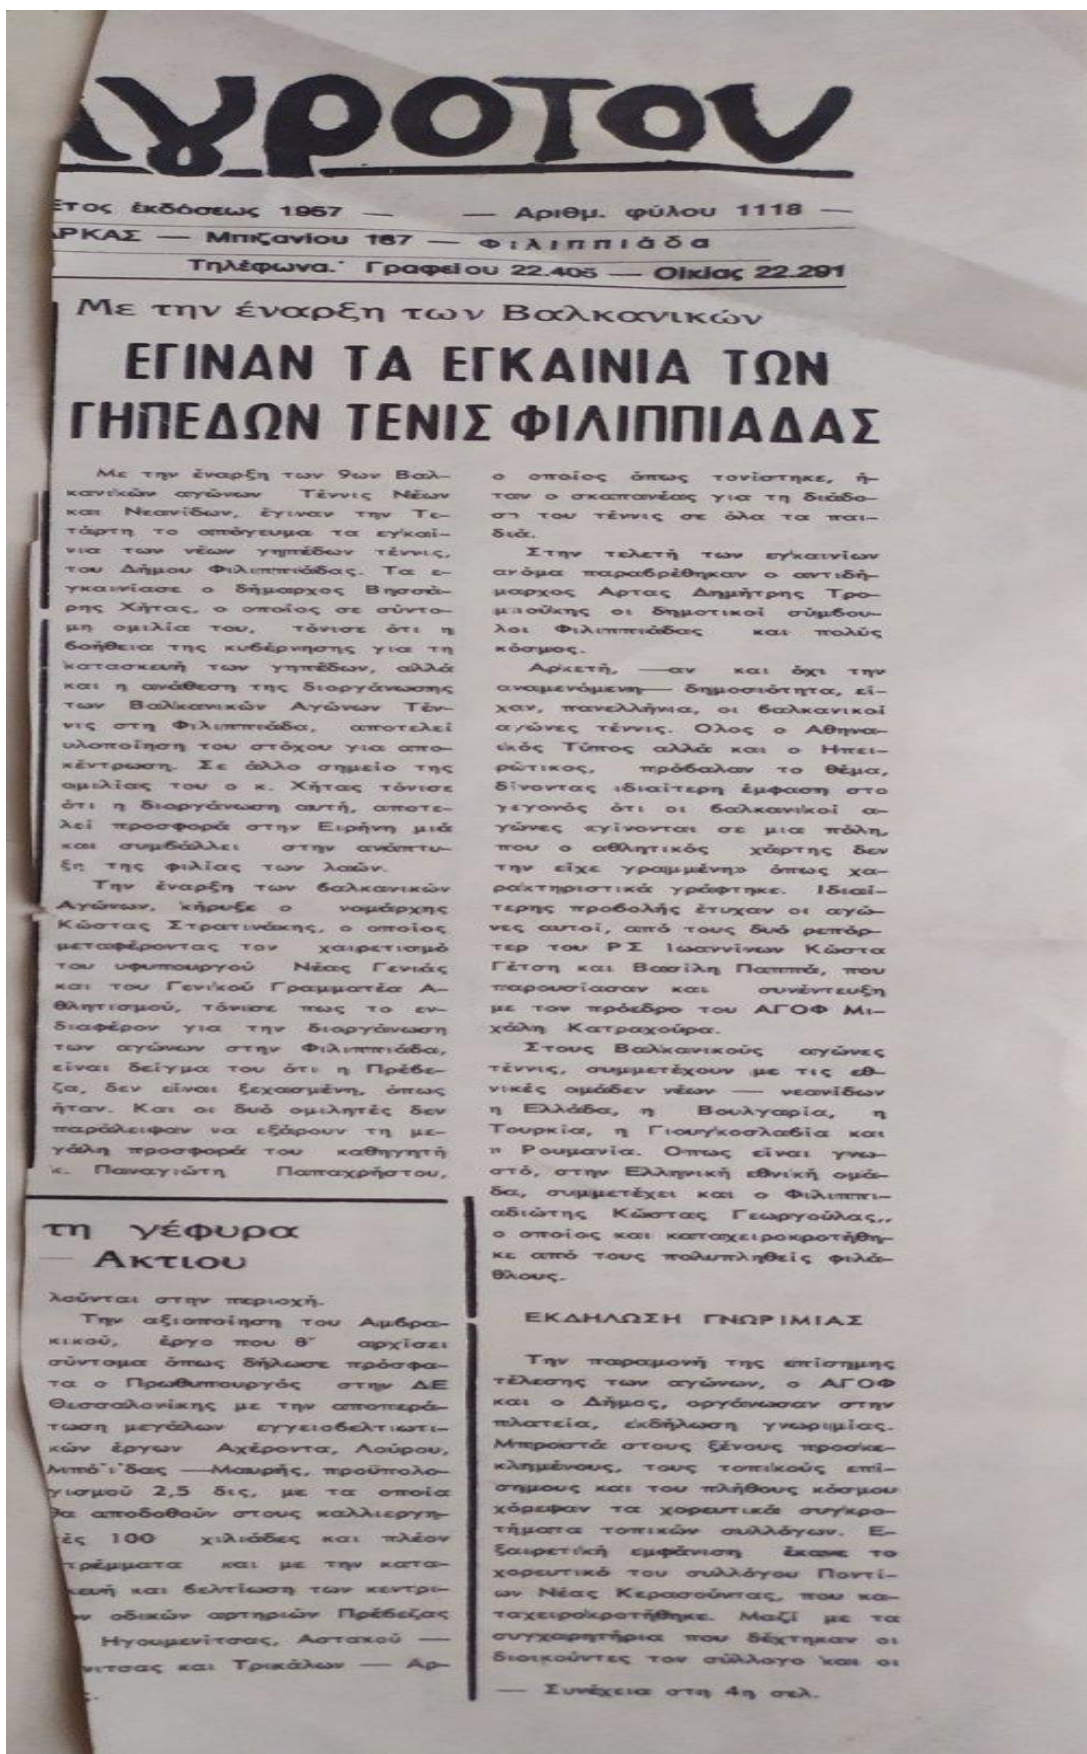 Αγροτου
Έτος ἐκδόσεως 1957 — — Αριθμ. φύλου 1118 —
ΑΡΚΑΣ — Μπιζανίου 167 — Φιλιππιάδα
Τηλέφωνα· Γραφείου 22.405 — Οἰκίας 22.291
Με την έναρξη των Βαλκανικών
ΕΓΙΝΑΝ ΤΑ ΕΓΚΑΙΝΙΑ ΤΩΝ
ΓΗΠΕΔΩΝ ΤΕΝΙΣ ΦΙΛΙΠΠΙΑΔΑΣ
Με την έναρξη των 9ων Βαλ-
κανικών αγώνων Τέννις Νέων
και Νεανίδων, έγιναν την Τε-
τάρτη το απόγευμα τα εγκαί-
νια των νέων γηπέδων τέννις,
του Δήμου Φιλιππιάδας. Τα ε-
γκαινίασε ο δήμαρχος Βησσά-
ρης Χήτας, ο οποίος σε σύντο-
μη ομιλία του, τόνισε ότι η
βοήθεια της κυβέρνησης για τη
κατασκευή των γηπέδων, αλλά
και η ανάθεση της διοργάνωσης
των Βαλκανικών Αγώνων Τέν-
νις στη Φιλιππιάδα, αποτελεί
υλοποίηση του στόχου για απο-
κέντρωση. Σε άλλο σημείο της
ομιλίας του ο κ. Χήτας τόνισε
ότι η διοργάνωση αυτή, αποτε-
λεί προσφορά στην Ειρήνη μιά
και συμβάλλει στην ανάπτυ-
ξη της φιλίας των λαών.
Την έναρξη των βαλκανικών
Αγώνων, κήρυξε ο νομάρχης
Κώστας Στρατινάκης, ο οποίος
μεταφέροντας τον χαιρετισμό
του υφυπουργού Νέας Γενιάς
και του Γενικού Γραμματέα Α-
θλητισμού, τόνισε πως το εν-
διαφέρον για την διοργάνωση
των αγώνων στην Φιλιππιάδα,
είναι δείγμα του ότι η Πρέβε-
ζα, δεν είναι ξεχασμένη, όπως
ήταν. Και οι δυό ομιλητές δεν
παράλειψαν να εξάρουν τη με-
γάλη προσφορά του καθηγητή
κ. Παναγιώτη Παπαχρήστου,
ο οποίος όπως τονίστηκε, ή-
ταν ο σκαπανέας για τη διάδο-
ση του τέννις σε όλα τα παι-
διά.
Στην τελετή των εγκαινίων
ακόμα παραβρέθηκαν ο αντιδή-
μαρχος Αρτας Δημήτρης Τρο-
μπούκης οι δημοτικοί σύμβου-
λοι Φιλιππιάδας και πολύς
κόσμος.
Αρκετή, —αν και όχι την
αναμενόμενη— δημοσιότητα, εί-
χαν, πανελλήνια, οι βαλκανικοί
αγώνες τέννις. Ολος ο Αθηνα-
ϊκός Τύπος αλλά και ο Ηπει-
ρώτικος, πρόβαλαν το θέμα,
δίνοντας ιδιαίτερη έμφαση στο
γεγονός ότι οι βαλκανικοί α-
γώνες «γίνονται σε μια πόλη,
που ο αθλητικός χάρτης δεν
την είχε γραμμένη» όπως χα-
ρακτηριστικά γράφτηκε. Ιδιαί-
τερης προβολής έτυχαν οι αγώ-
νες αυτοί, από τους δυό ρεπόρ-
τερ του ΡΣ Ιωαννίνων Κώστα
Γέτση και Βασίλη Παππά, που
παρουσίασαν και συνέντευξη
με τον πρόεδρο του ΑΓΟΦ Μι-
χάλη Κατραχούρα.
Στους Βαλκανικούς αγώνες
τέννις, συμμετέχουν με τις εθ-
νικές ομάδεν νέων — νεανίδων
η Ελλάδα, η Βουλγαρία, η
Τουρκία, η Γιουγκοσλαβία και
η Ρουμανία. Οπως είναι γνω-
στό, στην Ελληνική εθνική ομά-
δα, συμμετέχει και ο Φιλιππι-
αδιώτης Κώστας Γεωργούλας,,
ο οποίος και καταχειροκροτήθη-
κε από τους πολυπληθείς φιλά-
θλους.
ΕΚΔΗΛΩΣΗ ΓΝΩΡΙΜΙΑΣ
Την παραμονή της επίσημης
τέλεσης των αγώνων, ο ΑΓΟΦ
και ο Δήμος, οργάνωσαν στην
πλατεία, εκδήλωση γνωριμίας.
Μπροστά στους ξένους προσκε-
κλημένους, τους τοπικούς επί-
σημους και του πλήθους κόσμου
χόρεψαν τα χορευτικά συγκρο-
τήματα τοπικών συλλόγων. Ε-
ξαιρετική εμφάνιση έκανε το
χορευτικό του συλλόγου Ποντί-
ων Νέας Κερασούντας, που κα-
ταχειροκροτήθηκε. Μαζί με τα
συγχαρητήρια που δέχτηκαν οι
διοικούντες τον σύλλογο και οι
— Συνέχεια στη 4η σελ.
τη γέφυρα
— Ακτιου
λούνται στην περιοχή.
Την αξιοποίηση του Αμβρα-
κικού, έργο που θ' αρχίσει
σύντομα όπως δήλωσε πρόσφα-
τα ο Πρωθυπουργός στην ΔΕ
Θεσσαλονίκης με την αποπερά-
τωση μεγάλων εγγειοβελτιωτι-
κών έργων Αχέροντα, Λούρου,
Μπό·ι·δας —Μαυρής, προϋπολο-
γισμού 2,5 δις, με τα οποία
θα αποδοθούν στους καλλιεργη-
τές 100 χιλιάδες και πλέον
τρέμματα και με την κατα-
κευή και βελτίωση των κεντρι-
ών οδικών αρτηριών Πρέβεζας
Ηγουμενίτσας, Αστακού —
νιτσας και Τρικάλων — Αρ-
ς.